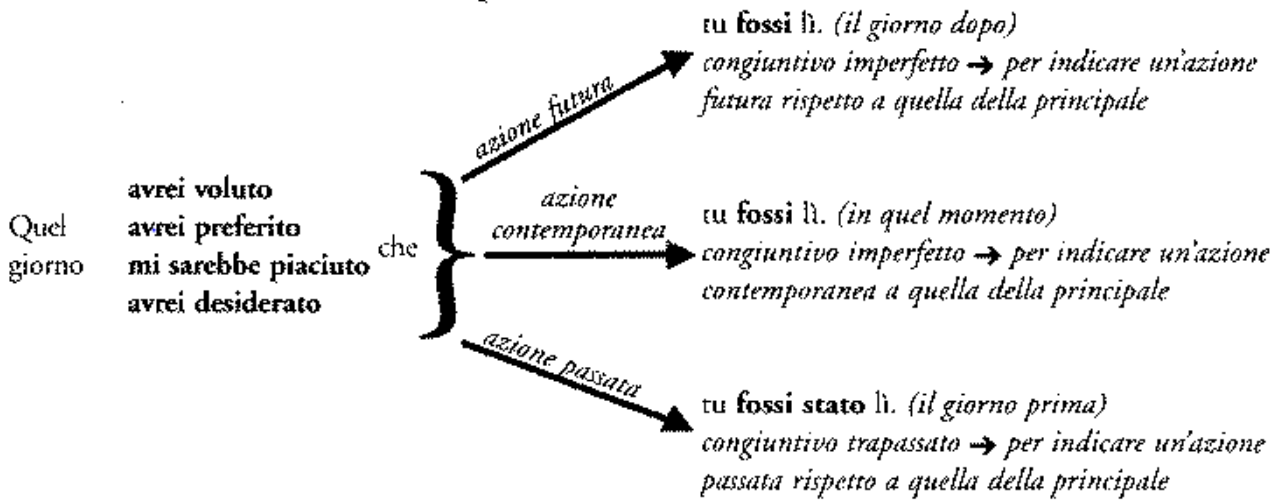 tu fossi lì. (il giorno dopo)
congiuntivo imperfetto → per indicare un'azione
futura rispetto a quella della principale
azione futura
Quel
giorno
avrei voluto
avrei preferito
mi sarebbe piaciuto
avrei desiderato
che
azione
contemporanea
tu fossi lì. (in quel momento)
congiuntivo imperfetto → per indicare un'azione
contemporanea a quella della principale
azione passata
tu fossi stato lì. (il giorno prima)
congiuntivo trapassato → per indicare un'azione
passata rispetto a quella della principale